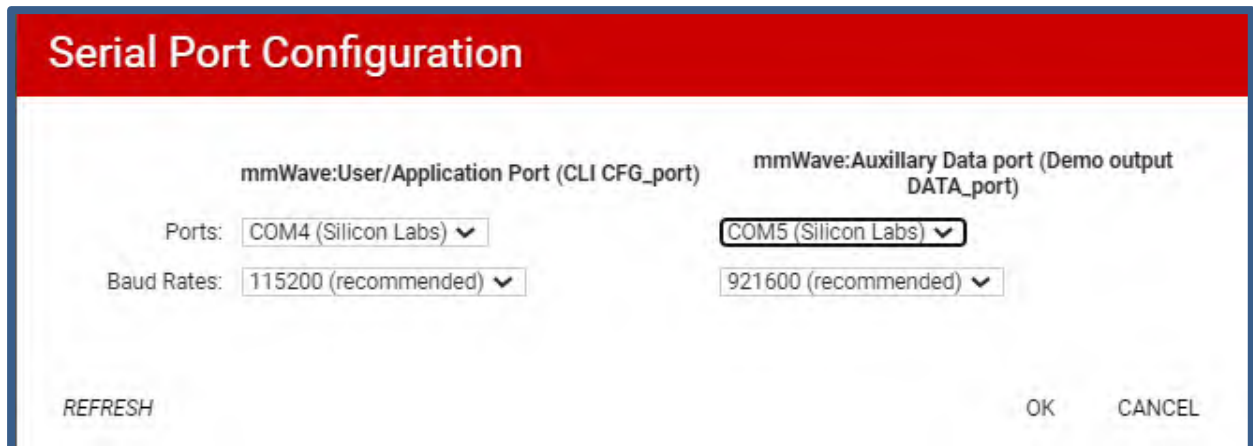 Serial Port Configuration
mmWave:User/Application Port (CLI CFG_port)
mmWave:Auxillary Data port (Demo output
DATA_port)
Ports: COM4 (Silicon Labs) COM5 (Silicon Labs)
Baud Rates: 115200 (recommended) 921600 (recommended)
REFRESH OK CANCEL